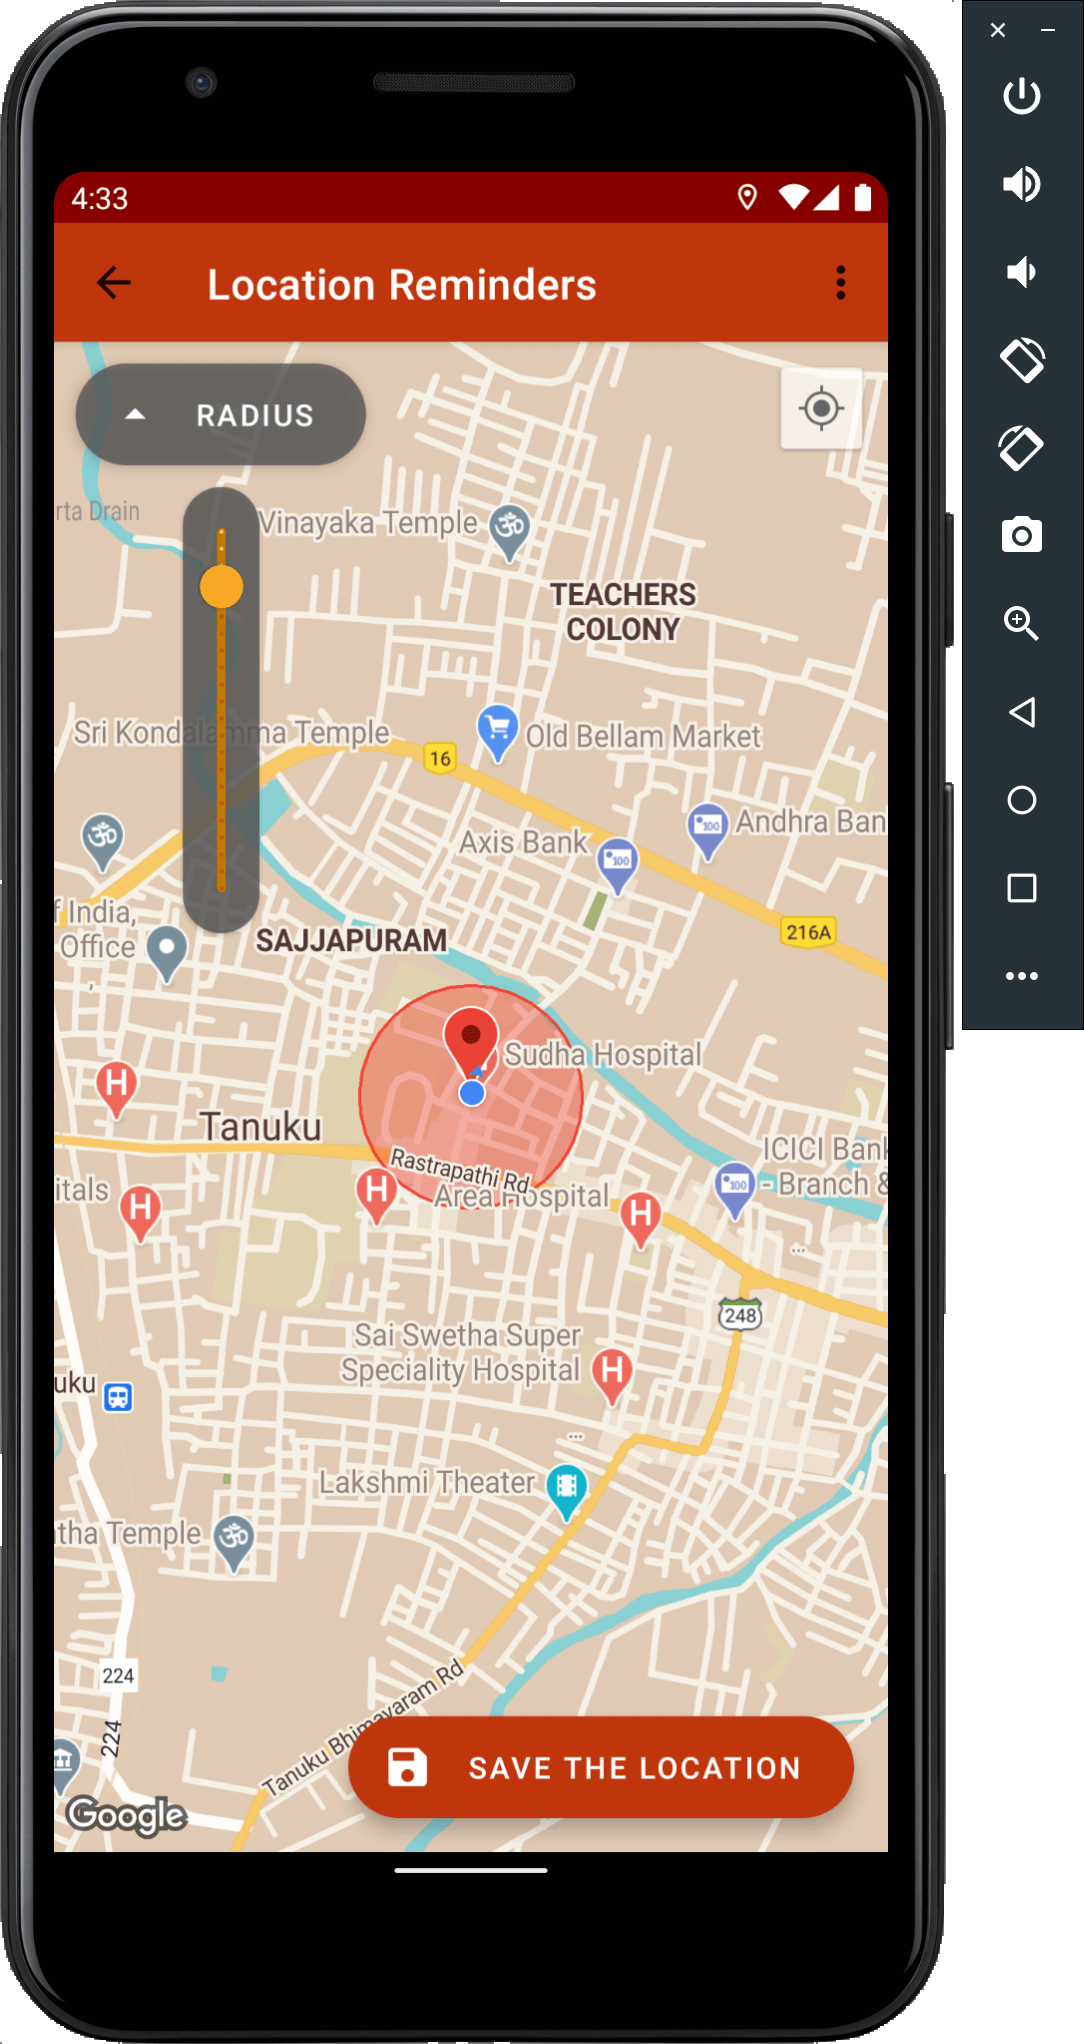 4:33
Location Reminders
RADIUS
rta Drain
Vinayaka Temple
TEACHERS
COLONY
Sri Kondalamma Temple
16
Old Bellam Market
Axis Bank
100
100
Andhra Ban
216A
f India,
Office
,
SAJJAPURAM
Sudha Hospital
H
Tanuku
Rastrapathi Rd
ICICI Bank
- Branch &
100
itals
H
H
Area Hospital
H
...
248
Sai Swetha Super
Speciality Hospital
H
uku
...
Lakshmi Theater
tha Temple
224
224
Tanuku Bhimavaram Rd
SAVE THE LOCATION
Google